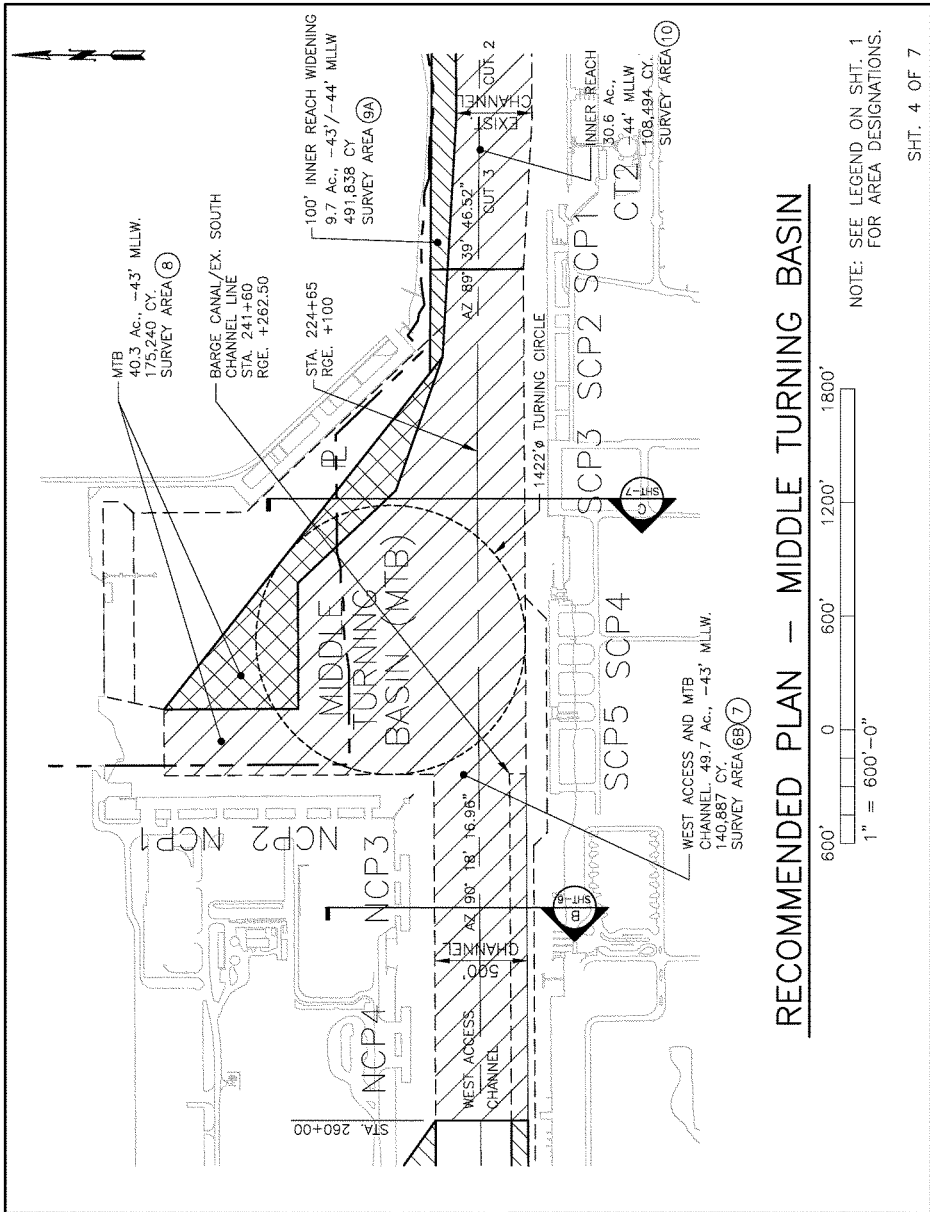 MTB
40.3 Ac., -43' MLLW.
175,240 CY.
SURVEY AREA 8
BARGE CANAL/EX. SOUTH
CHANNEL LINE
STA. 241+60
RGE. +262.50
STA. 224+65
RGE. +100
100' INNER REACH WIDENING
9.7 Ac., -43'/-44' MLLW
491,838 CY
SURVEY AREA 9A
NCP1
NCP2
NCP3
NCP4
MIDDLE
TURNING
BASIN (MTB)
PL
STA. 260+00
WEST ACCESS
CHANNEL
500'
CHANNEL
AZ 90° 18' 16.96"
AZ 89° 39' 46.52"
CUT 3
CUT 2
EXIST
CHANNEL
1422'ø TURNING CIRCLE
INNER REACH
30.6 Ac.,
-44' MLLW
108,494 CY.
SURVEY AREA 10
SCP5
SCP4
SCP3
SCP2
SCP1
CT2
B
SHT-6
C
SHT-7
WEST ACCESS AND MTB
CHANNEL. 49.7 Ac., -43' MLLW.
140,887 CY.
SURVEY AREA 6B 7
RECOMMENDED PLAN – MIDDLE TURNING BASIN
600'
0
600'
1200'
1800'
1" = 600'-0"
NOTE: SEE LEGEND ON SHT. 1
FOR AREA DESIGNATIONS.
SHT. 4 OF 7